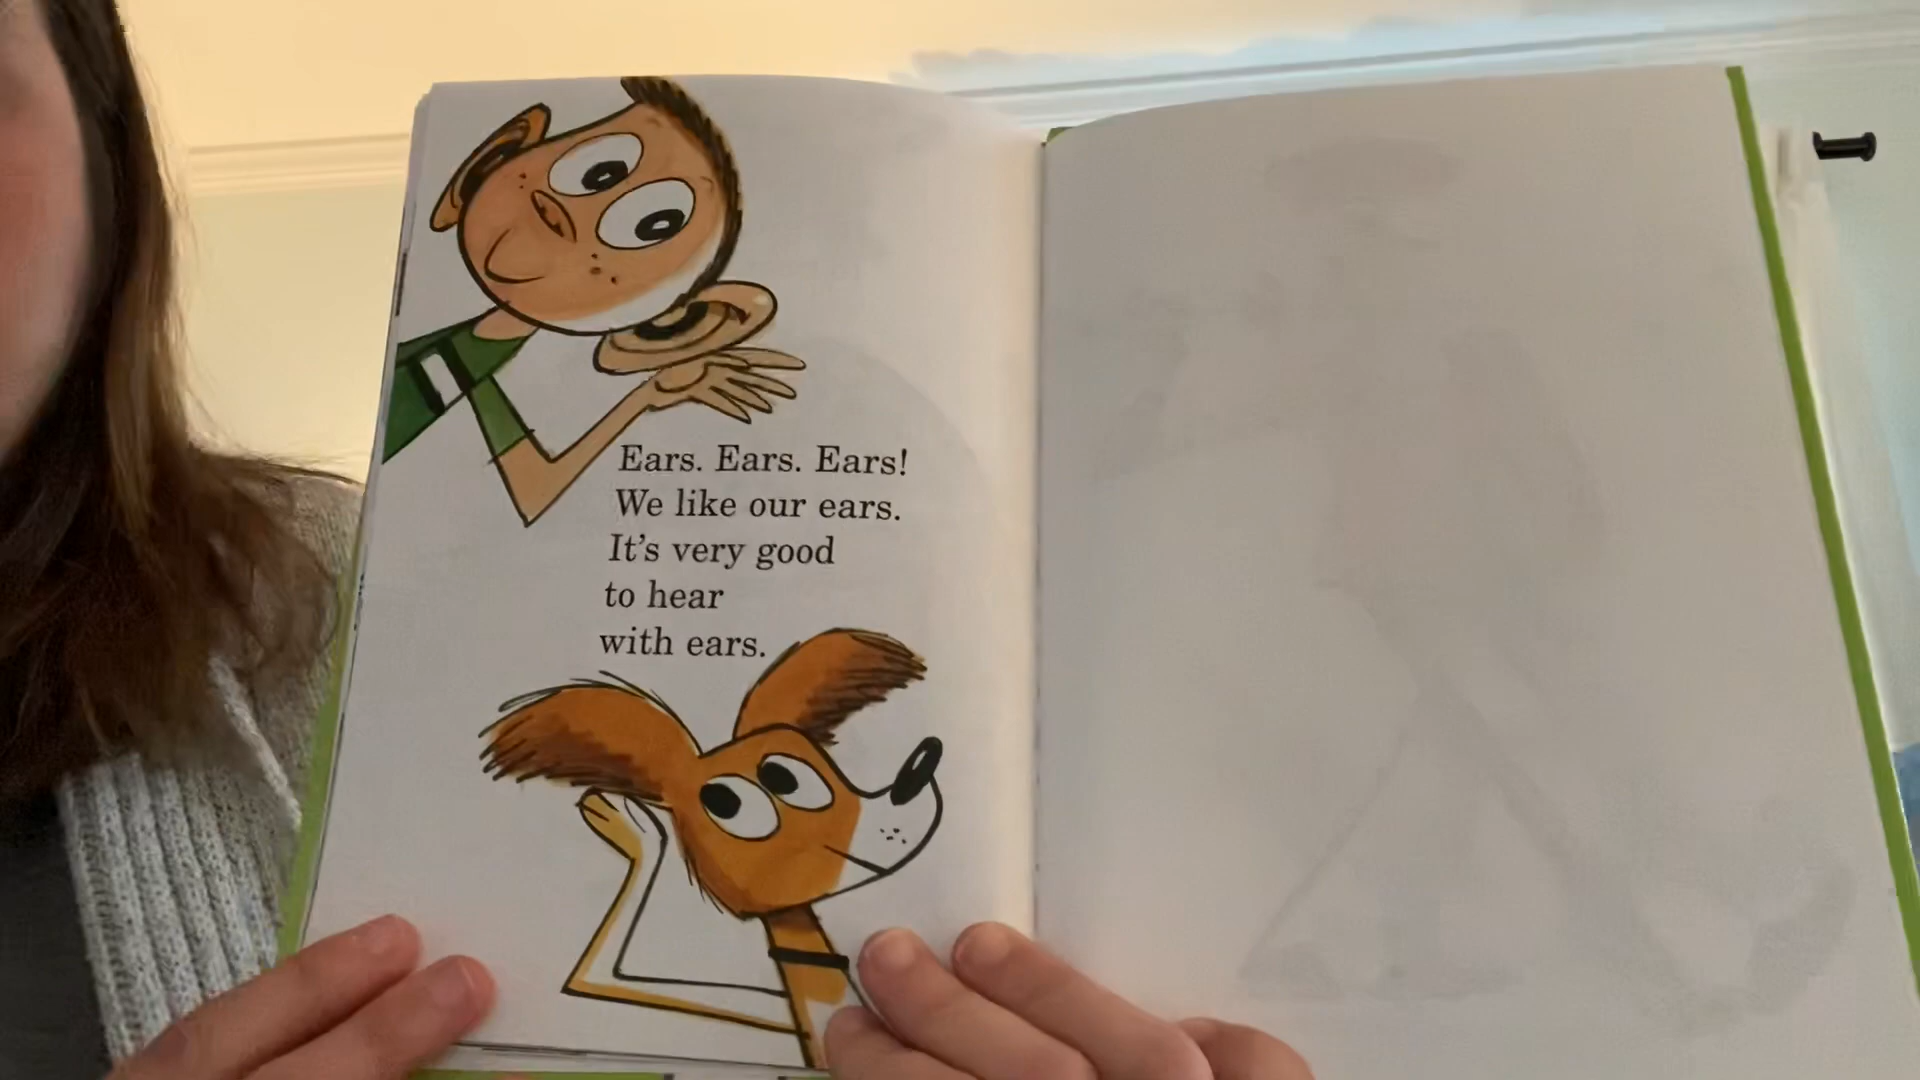 Ears. Ears. Ears!
We like our ears.
It's very good
to hear
with ears.